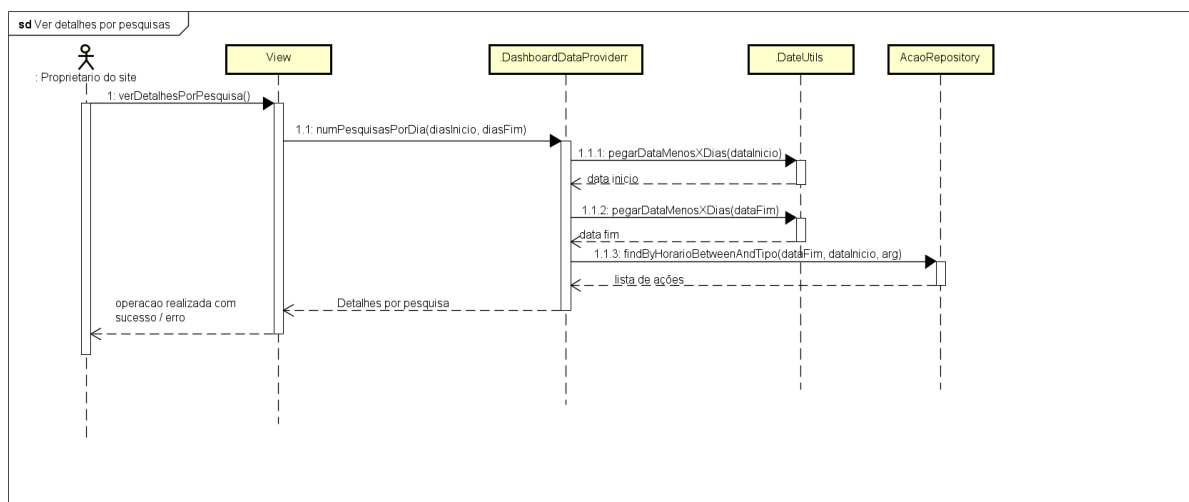 sd Ver detalhes por pesquisas
: Proprietario do site
View
.DashboardDataProviderr
.DateUtils
AcaoRepository
1: verDetalhesPorPesquisa()
1.1: numPesquisasPorDia(diasInicio, diasFim)
1.1.1: pegarDataMenosXDias(dataInicio)
data inicio
1.1.2: pegarDataMenosXDias(dataFim)
data fim
1.1.3: findByHorarioBetweenAndTipo(dataFim, dataInicio, arg)
lista de ações
Detalhes por pesquisa
operacao realizada com
sucesso / erro